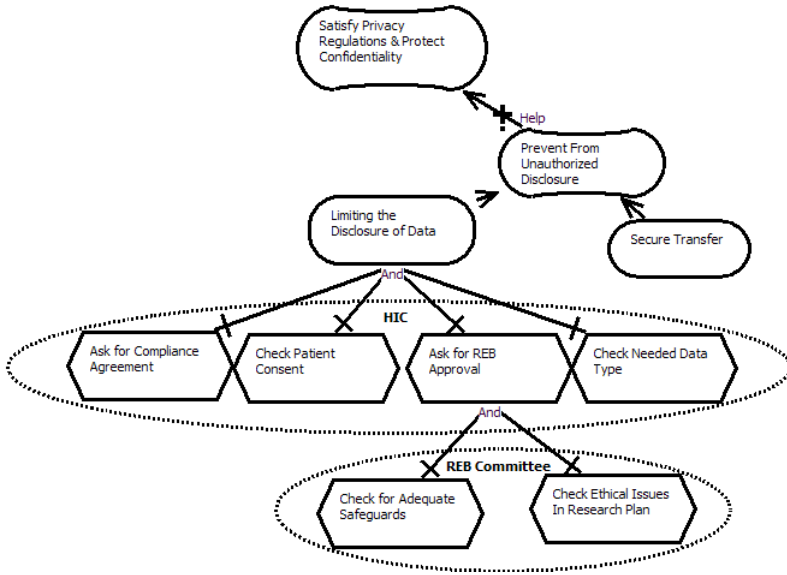 Satisfy Privacy
Regulations & Protect
Confidentiality
Help
Prevent From
Unauthorized
Disclosure
Limiting the
Disclosure of Data
Secure Transfer
And
HIC
Ask for Compliance
Agreement
Check Patient
Consent
Ask for REB
Approval
Check Needed Data
Type
And
REB Committee
Check for Adequate
Safeguards
Check Ethical Issues
In Research Plan